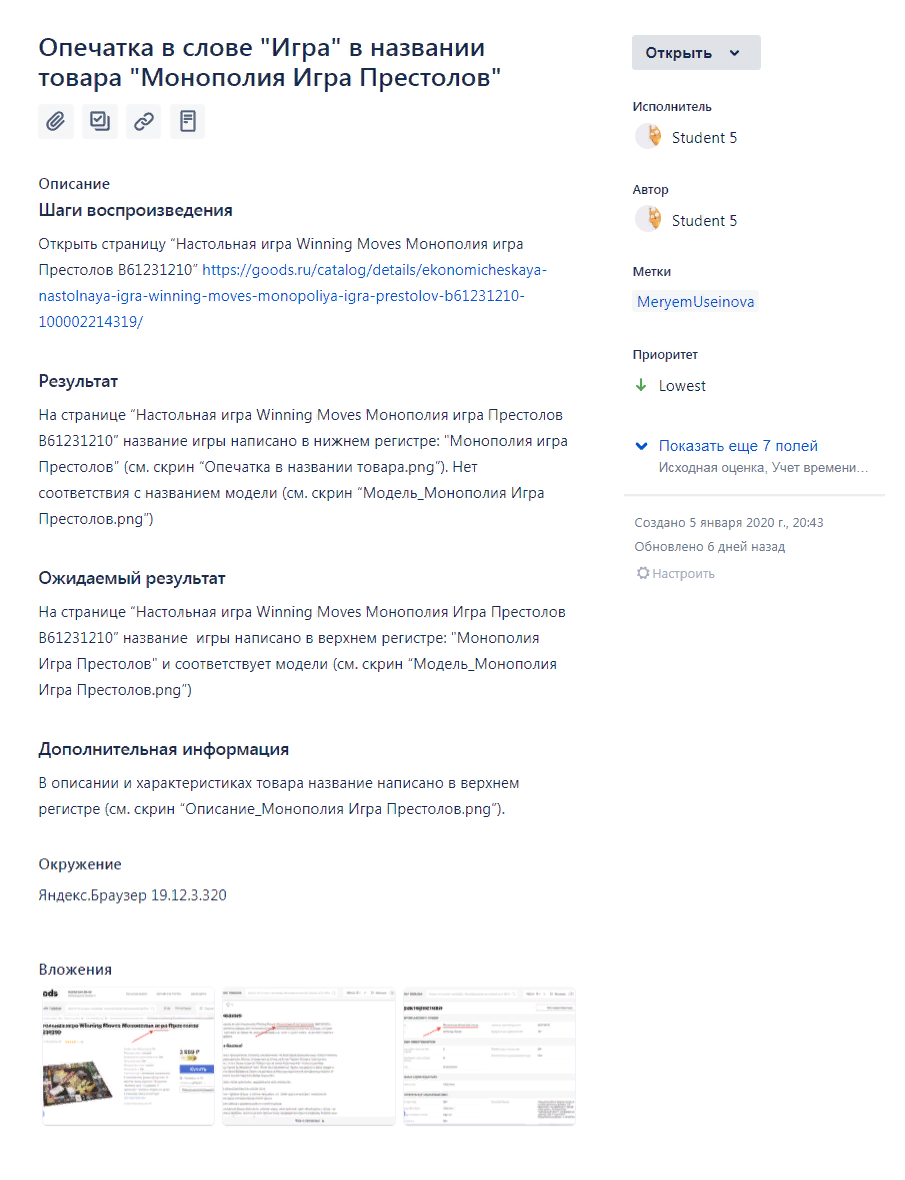 Опечатка в слове "Игра" в названии
товара "Монополия Игра Престолов"
Описание
Шаги воспроизведения
Открыть страницу “Настольная игра Winning Moves Монополия игра
Престолов B61231210” https://goods.ru/catalog/details/ekonomicheskaya-
nastolnaya-igra-winning-moves-monopoliya-igra-prestolov-b61231210-
100002214319/
Результат
На странице “Настольная игра Winning Moves Монополия игра Престолов
B61231210” название игры написано в нижнем регистре: "Монополия игра
Престолов" (см. скрин “Опечатка в названии товара.png”). Нет
соответствия с названием модели (см. скрин “Модель_Монополия Игра
Престолов.png”)
Ожидаемый результат
На странице “Настольная игра Winning Moves Монополия Игра Престолов
B61231210” название  игры написано в верхнем регистре: "Монополия
Игра Престолов" и соответствует модели (см. скрин “Модель_Монополия
Игра Престолов.png”)
Дополнительная информация
В описании и характеристиках товара название написано в верхнем
регистре (см. скрин “Описание_Монополия Игра Престолов.png”).
Окружение
Яндекс.Браузер 19.12.3.320
Вложения
Открыть
Исполнитель
Student 5
Автор
Student 5
Метки
MeryemUseinova
Приоритет
Lowest
Показать еще 7 полей
Исходная оценка, Учет времени...
Создано 5 января 2020 г., 20:43
Обновлено 6 дней назад
Настроить